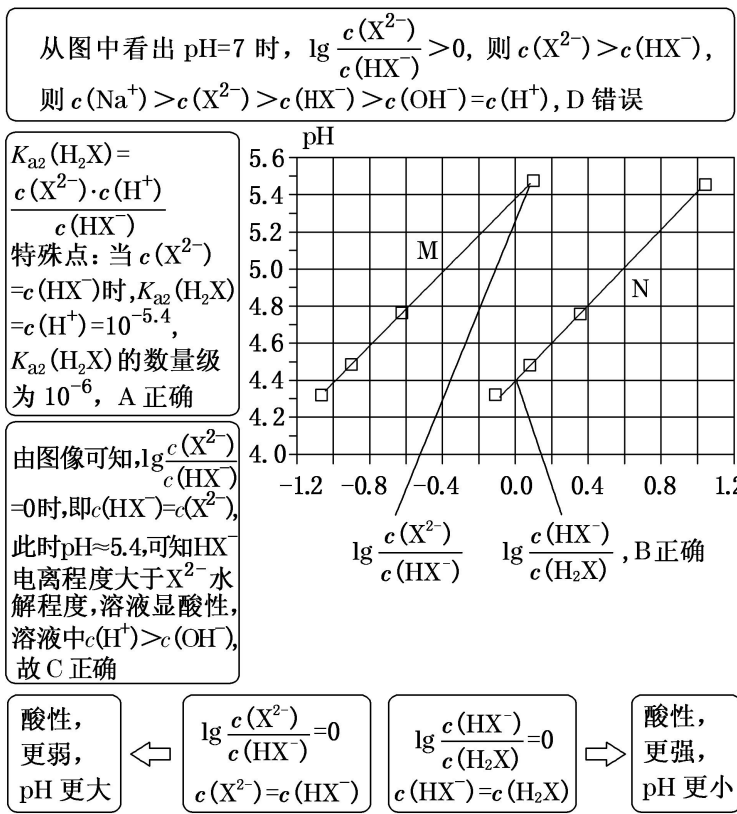 从图中看出 pH=7 时，lg c(X²⁻)/c(HX⁻)>0, 则 c(X²⁻)>c(HX⁻),
则 c(Na⁺)>c(X²⁻)>c(HX⁻)>c(OH⁻)=c(H⁺), D 错误
Kₐ₂(H₂X)=
c(X²⁻)·c(H⁺)/c(HX⁻)
特殊点：当 c(X²⁻)
=c(HX⁻)时,Kₐ₂(H₂X)
=c(H⁺)=10⁻⁵·⁴,
Kₐ₂(H₂X) 的数量级
为 10⁻⁶，A 正确
由图像可知,lg c(X²⁻)/c(HX⁻)
=0时,即c(HX⁻)=c(X²⁻),
此时pH≈5.4,可知HX⁻
电离程度大于X²⁻水
解程度,溶液显酸性,
溶液中c(H⁺)>c(OH⁻),
故 C 正确
pH
5.6
5.4
5.2
5.0
4.8
4.6
4.4
4.2
4.0
M
N
−1.2 −0.8 −0.4 0.0 0.4 0.8 1.2
lg c(X²⁻)/c(HX⁻) lg c(HX⁻)/c(H₂X) ,B正确
酸性，
更弱，
pH 更大
lg c(X²⁻)/c(HX⁻)=0
c(X²⁻)=c(HX⁻)
lg c(HX⁻)/c(H₂X)=0
c(HX⁻)=c(H₂X)
酸性，
更强，
pH 更小